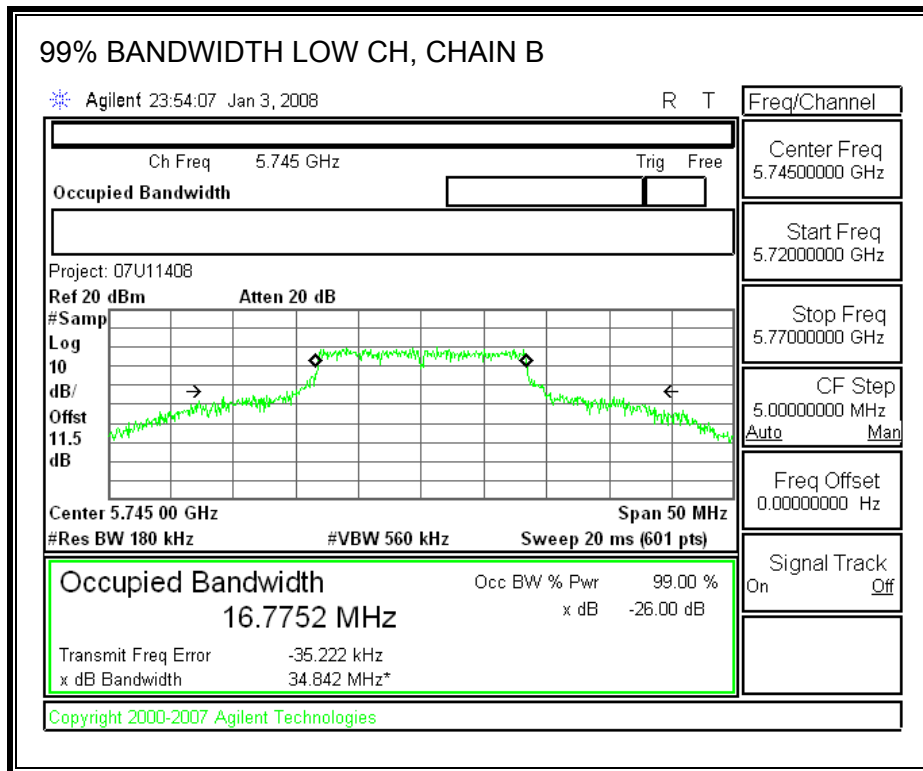 99% BANDWIDTH LOW CH, CHAIN B
Agilent 23:54:07 Jan 3, 2008 R T
Freq/Channel
Ch Freq 5.745 GHz Trig Free
Occupied Bandwidth
Center Freq
5.74500000 GHz
Start Freq
5.72000000 GHz
Project: 07U11408
Ref 20 dBm Atten 20 dB
#Samp
Log
10
dB/
Offst
11.5
dB
Stop Freq
5.77000000 GHz
CF Step
5.00000000 MHz
Auto Man
Freq Offset
0.00000000 Hz
Center 5.745 00 GHz Span 50 MHz
#Res BW 180 kHz #VBW 560 kHz Sweep 20 ms (601 pts)
Signal Track
On Off
Occupied Bandwidth Occ BW % Pwr 99.00 %
16.7752 MHz x dB -26.00 dB
Transmit Freq Error -35.222 kHz
x dB Bandwidth 34.842 MHz*
Copyright 2000-2007 Agilent Technologies